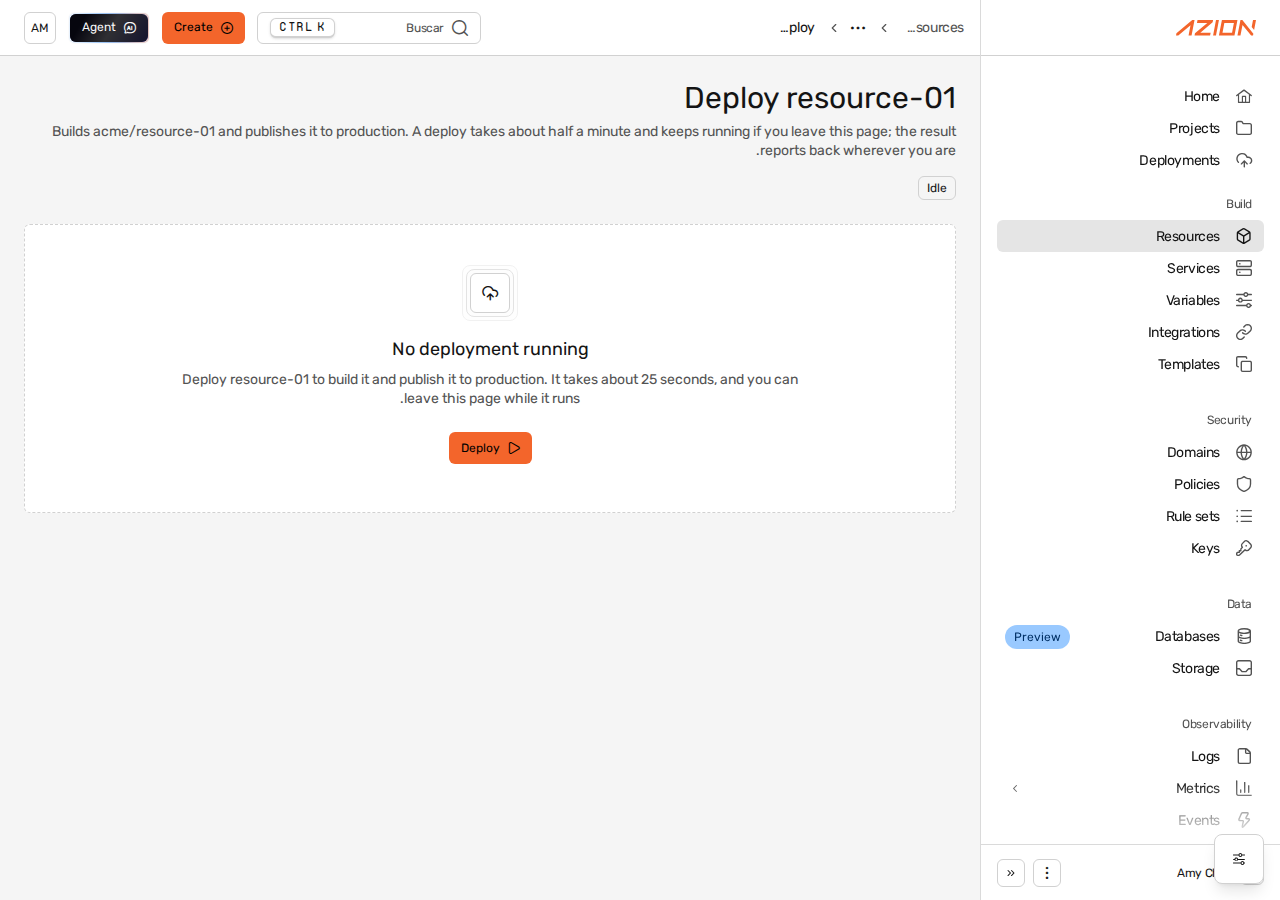 AZION
…sources
…ploy
Buscar
CTRL K
Create
Agent
AM
Home
Projects
Deployments
Build
Resources
Services
Variables
Integrations
Templates
Security
Domains
Policies
Rule sets
Keys
Data
Databases
Preview
Storage
Observability
Logs
Metrics
Events
Amy
Deploy resource-01
Builds acme/resource-01 and publishes it to production. A deploy takes about half a minute and keeps running if you leave this page; the result
reports back wherever you are.
Idle
No deployment running
Deploy resource-01 to build it and publish it to production. It takes about 25 seconds, and you can
leave this page while it runs.
Deploy